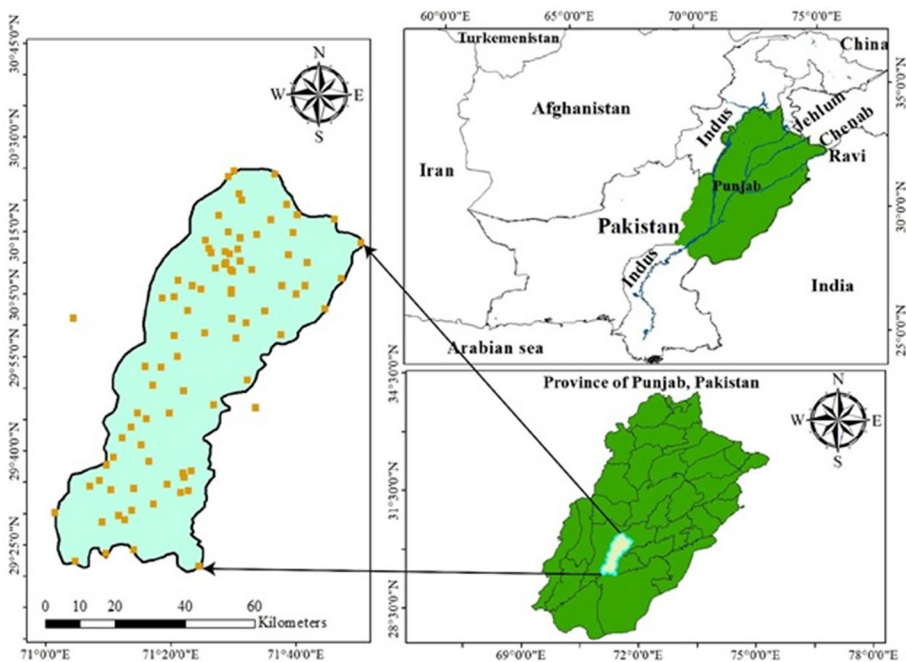 30°45'N
30°30'N
30°15'0"N
30°5'0"N
29°55'N
29°40'0"N
29°25'0"N
N
W
E
S
0 10 20 40 60
Kilometers
71°0'0"E
71°20'0"E
71°40'0"E
60°0'0"E
65°0'0"E
70°0'0"E
75°0'0"E
Turkemenistan
China
Afghanistan
Indus
Jehlum
Chenab
Ravi
Iran
Punjab
Pakistan
Indus
India
Arabian sea
35°0'0"N
30°0'0"N
25°0'0"N
Province of Punjab, Pakistan
N
W
E
S
34°30'0"N
31°30'0"N
28°30'0"N
69°0'0"E
72°0'0"E
75°0'0"E
78°0'0"E